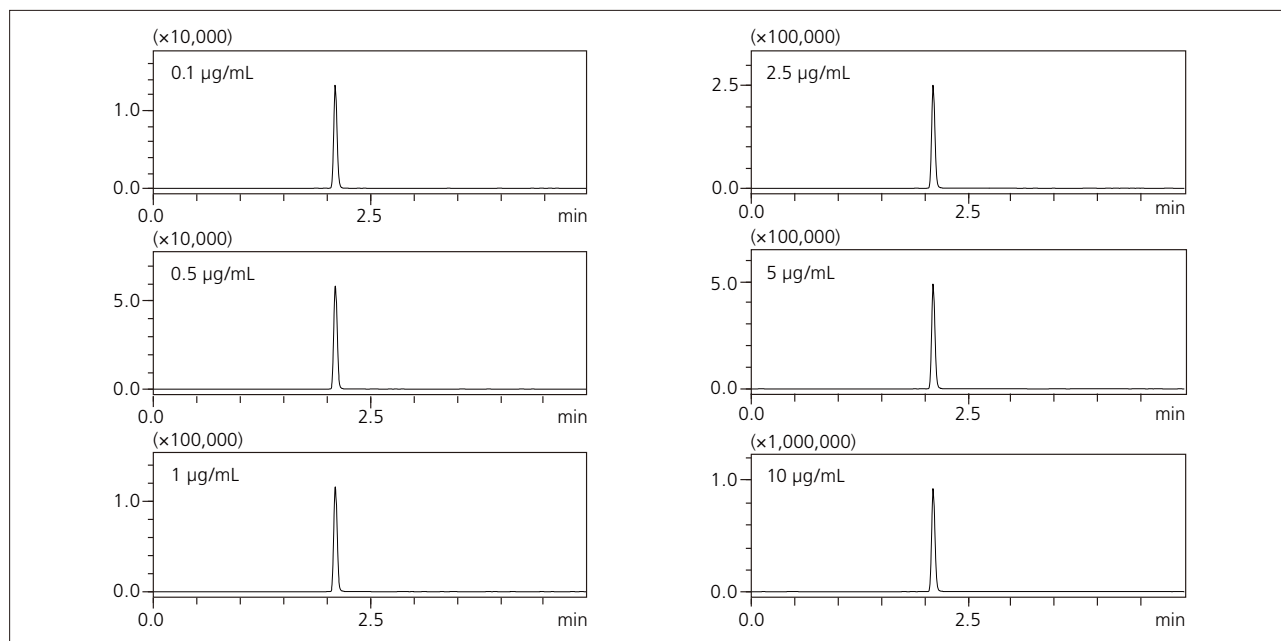 (×10,000)
0.1 µg/mL
1.0
0.0
0.0 2.5 min
(×10,000)
0.5 µg/mL
5.0
0.0
0.0 2.5 min
(×100,000)
1 µg/mL
1.0
0.0
0.0 2.5 min
(×100,000)
2.5 µg/mL
2.5
0.0
0.0 2.5 min
(×100,000)
5 µg/mL
5.0
0.0
0.0 2.5 min
(×1,000,000)
10 µg/mL
1.0
0.0
0.0 2.5 min